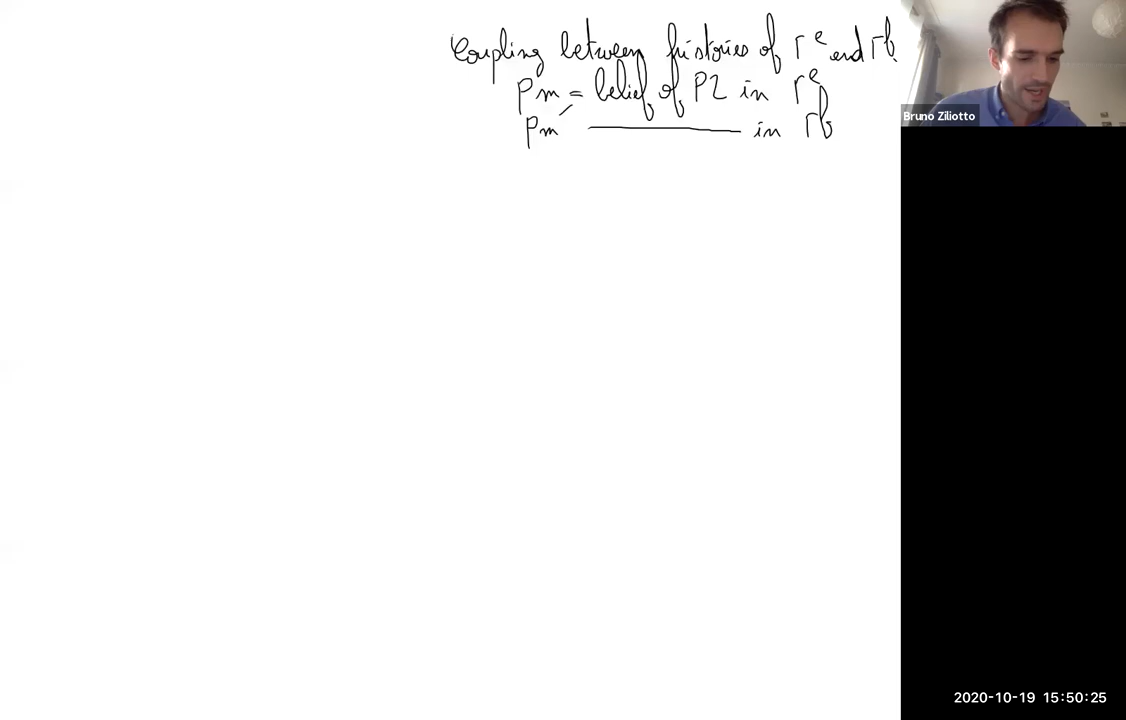 Coupling between histories of Γᵉ and Γᵇ.
pm = belief of P2 in Γᵉ
pm' ———— in Γᵇ
Bruno Ziliotto
2020-10-19 15:50:25